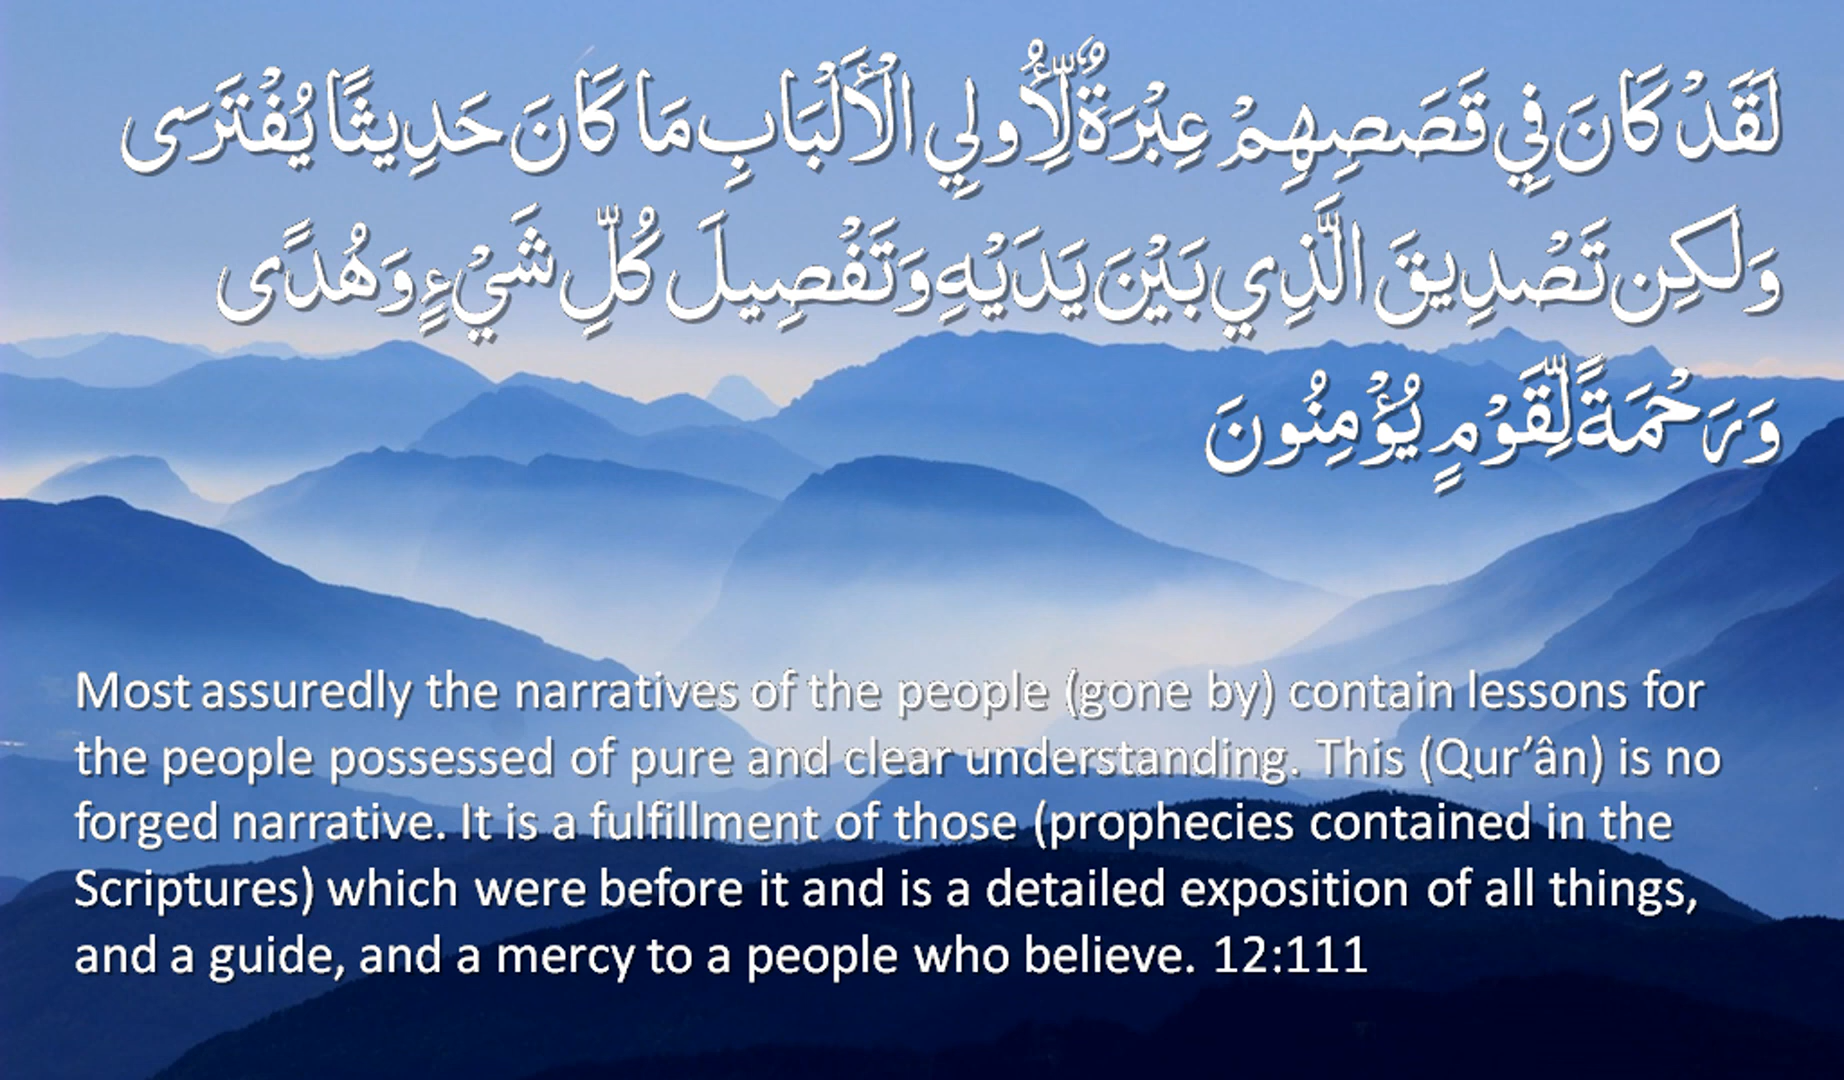 لَقَدْ كَانَ فِي قَصَصِهِمْ عِبْرَةٌ لِّأُولِي الْأَلْبَابِ مَا كَانَ حَدِيثًا يُفْتَرَى
وَلَكِن تَصْدِيقَ الَّذِي بَيْنَ يَدَيْهِ وَتَفْصِيلَ كُلِّ شَيْءٍ وَهُدًى
وَرَحْمَةً لِّقَوْمٍ يُؤْمِنُونَ
Most assuredly the narratives of the people (gone by) contain lessons for
the people possessed of pure and clear understanding. This (Qur’ân) is no
forged narrative. It is a fulfillment of those (prophecies contained in the
Scriptures) which were before it and is a detailed exposition of all things,
and a guide, and a mercy to a people who believe. 12:111